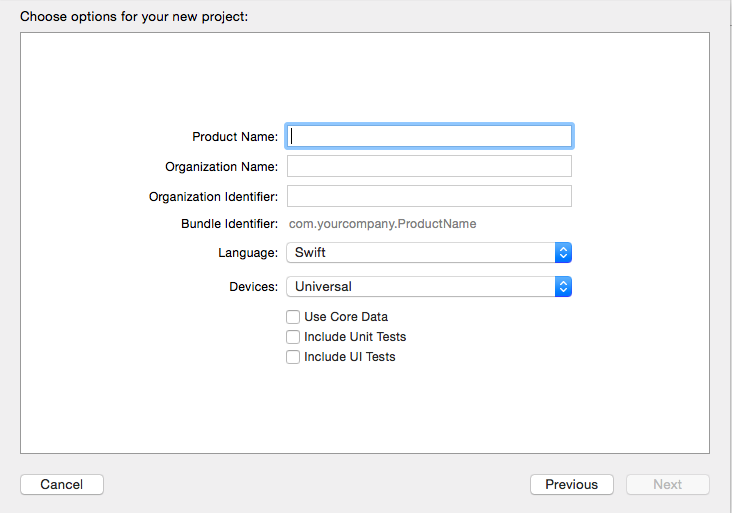 Choose options for your new project:
Product Name:
Organization Name:
Organization Identifier:
Bundle Identifier: com.yourcompany.ProductName
Language: Swift
Devices: Universal
Use Core Data
Include Unit Tests
Include UI Tests
Cancel Previous Next